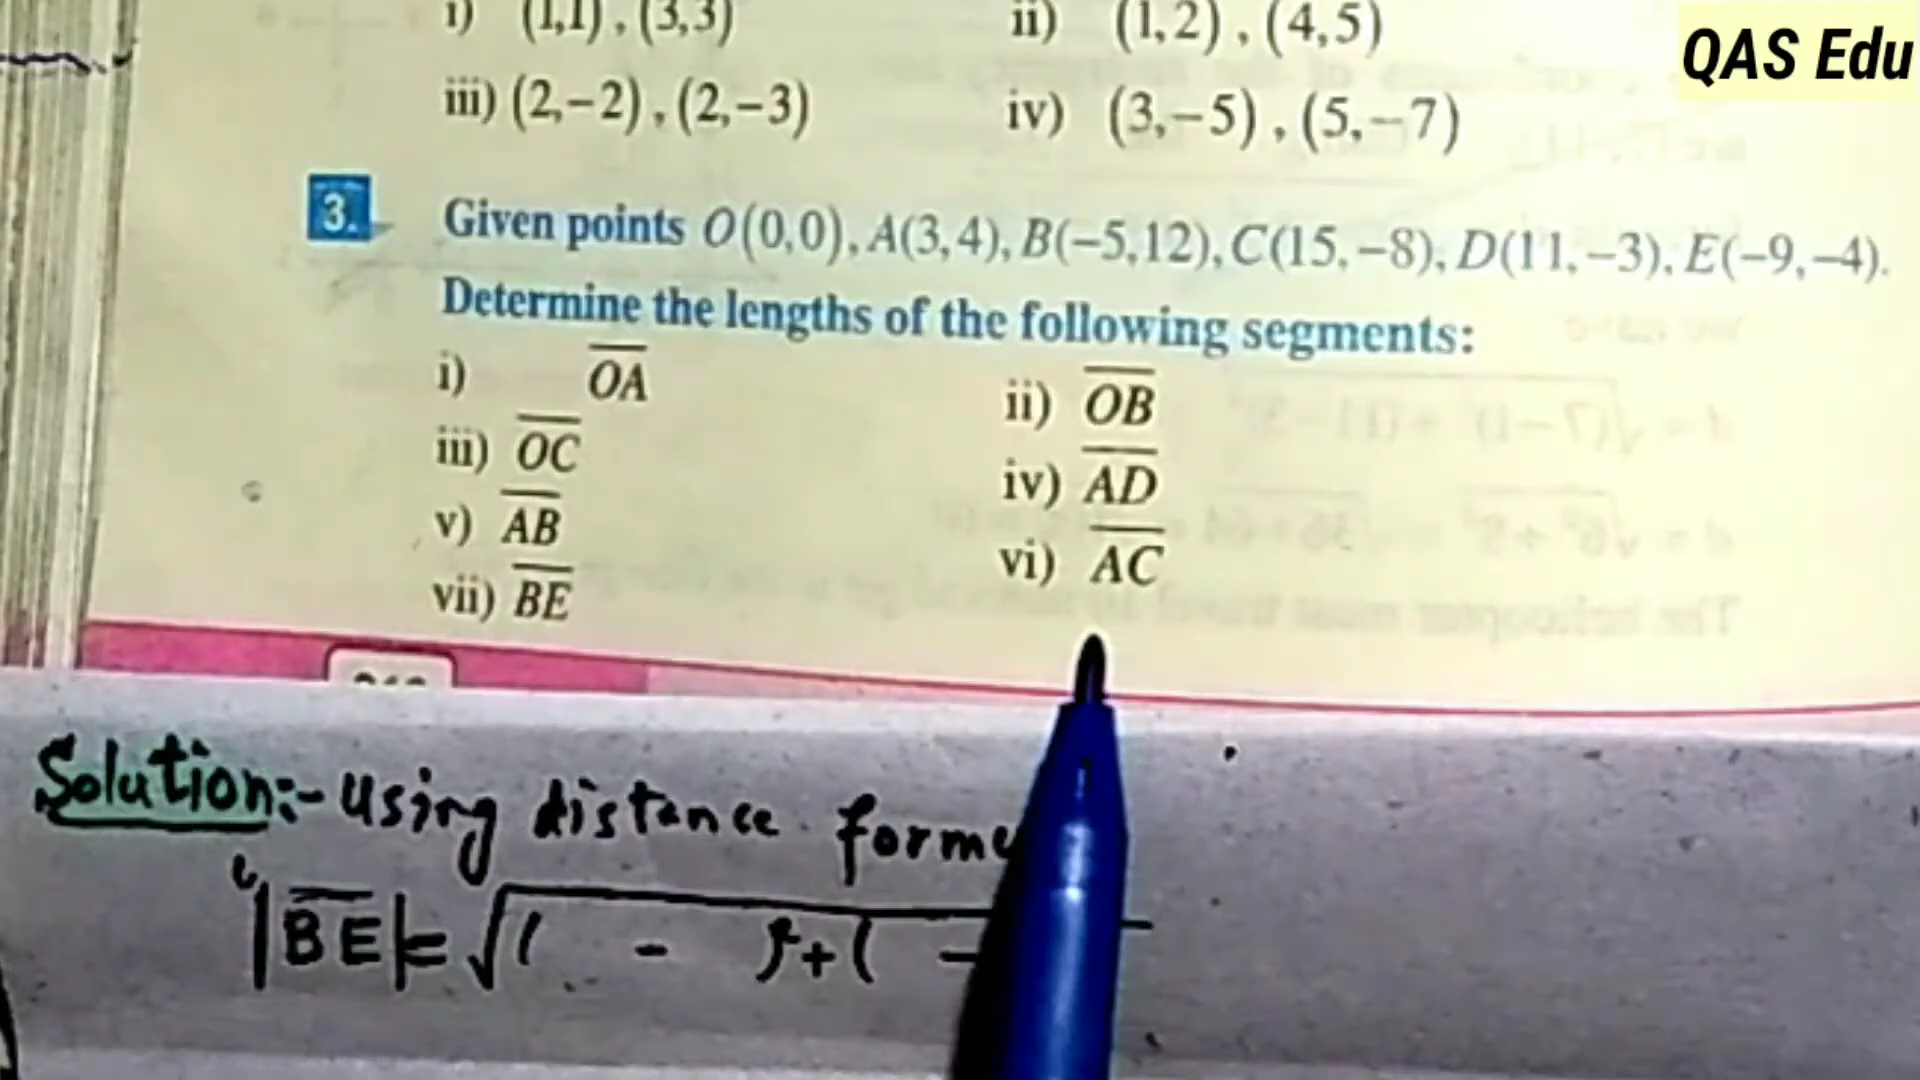 i) (1,1), (3,3) ii) (1,2), (4,5)
QAS Edu
iii) (2,−2), (2,−3) iv) (3,−5), (5,−7)
3. Given points O(0,0), A(3,4), B(−5,12), C(15,−8), D(11,−3), E(−9,−4).
Determine the lengths of the following segments:
i) OA ii) OB
iii) OC iv) AD
v) AB vi) AC
vii) BE
Solution:- using distance
|BE|= √( - )²+( -